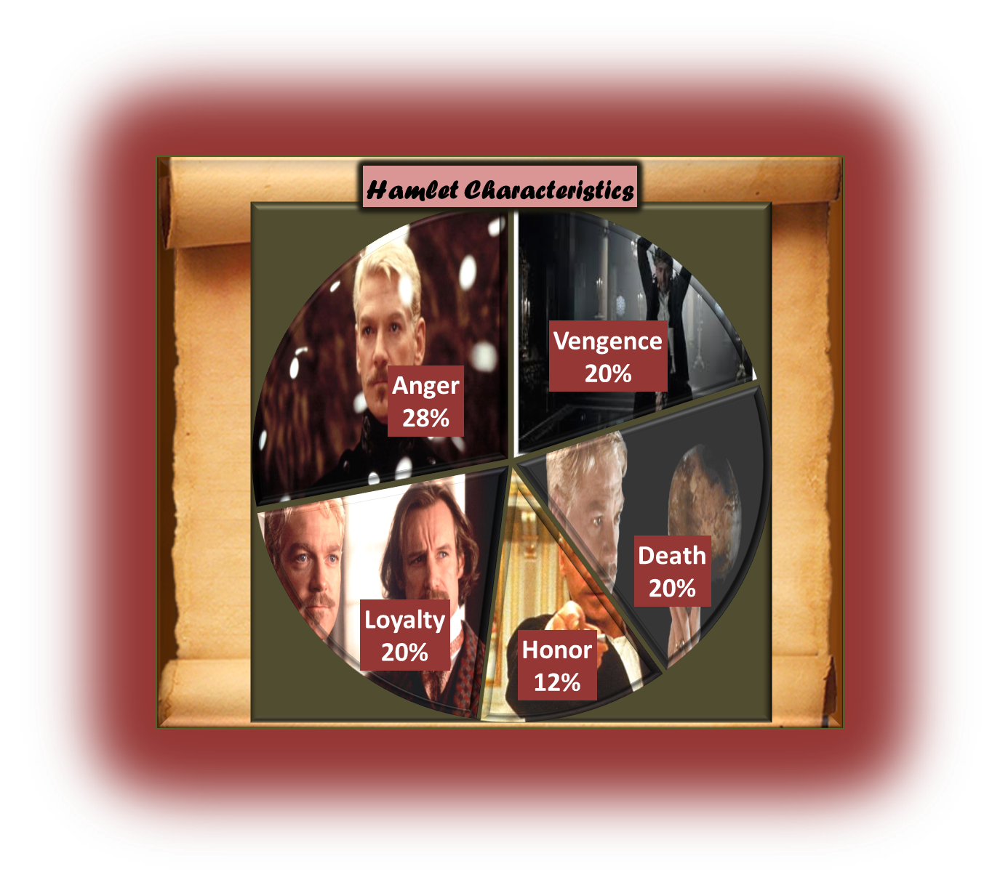 Hamlet Characteristics
Vengence
20%
Anger
28%
Death
20%
Loyalty
20%
Honor
12%